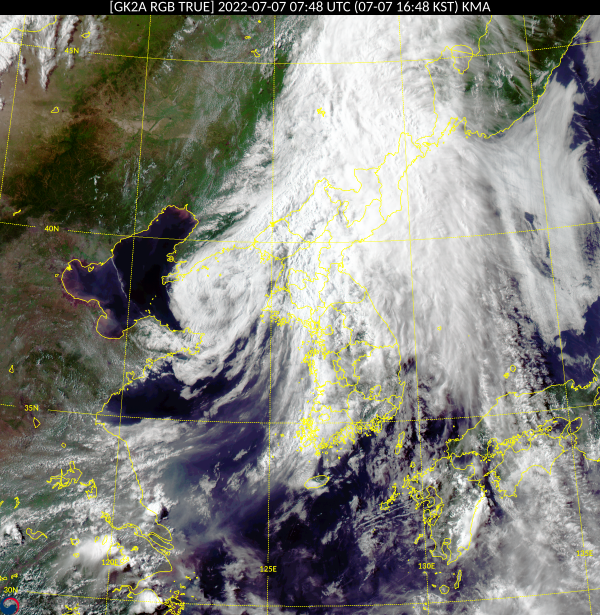 [GK2A RGB TRUE] 2022-07-07 07:48 UTC (07-07 16:48 KST) KMA
45N
40N
35N
125E
130E
120E
30N